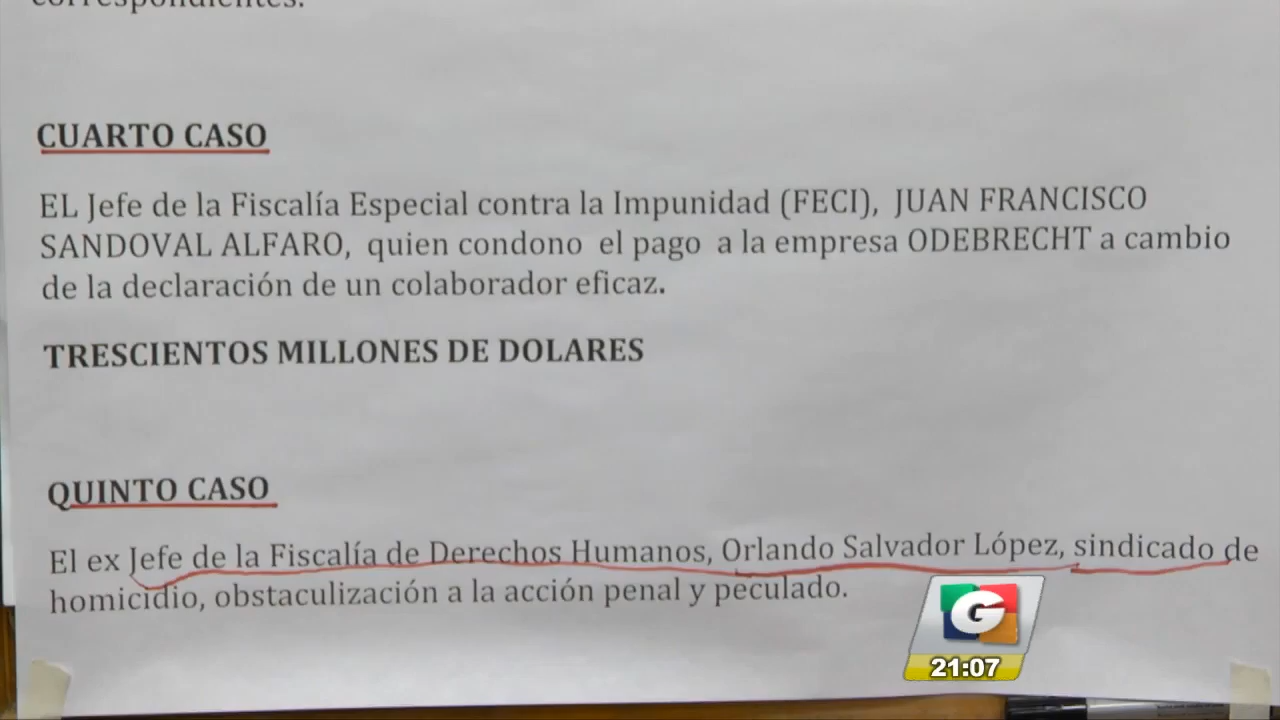 correspondientes.
CUARTO CASO
EL Jefe de la Fiscalía Especial contra la Impunidad (FECI), JUAN FRANCISCO
SANDOVAL ALFARO, quien condono el pago a la empresa ODEBRECHT a cambio
de la declaración de un colaborador eficaz.
TRESCIENTOS MILLONES DE DOLARES
QUINTO CASO
El ex Jefe de la Fiscalía de Derechos Humanos, Orlando Salvador López, sindicado de
homicidio, obstaculización a la acción penal y peculado.
G
21:07